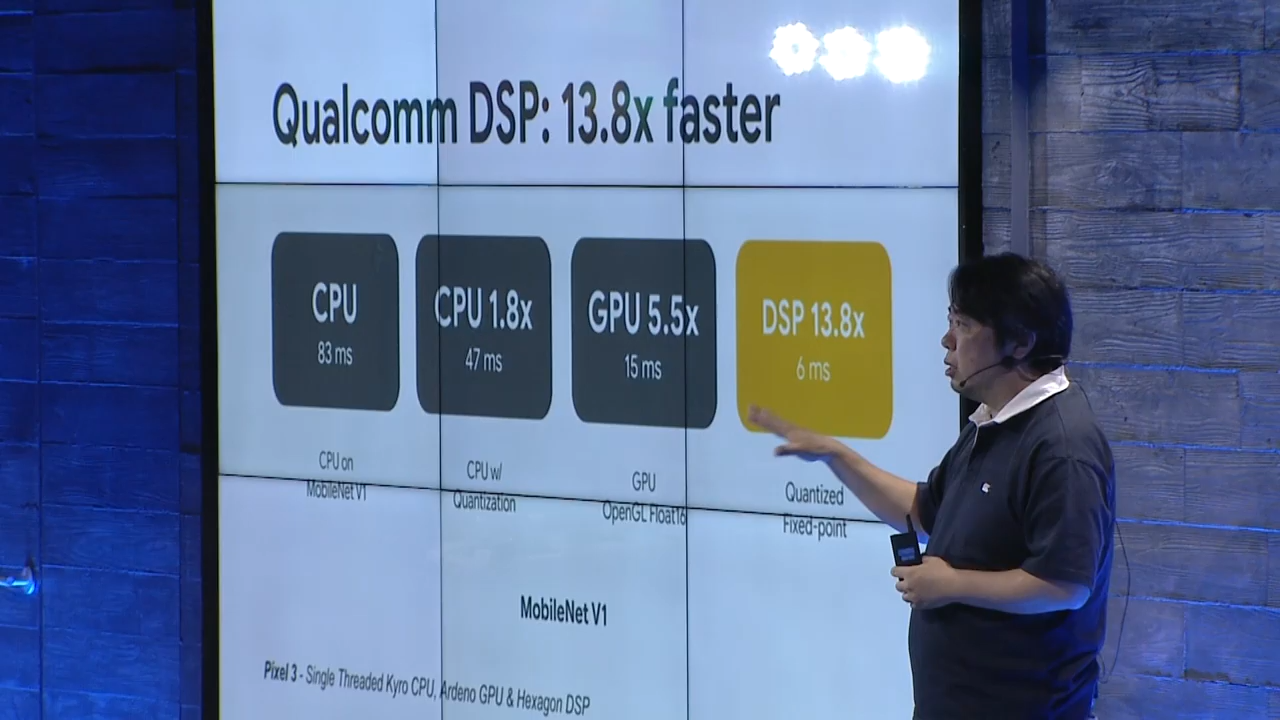 Qualcomm DSP: 13.8x faster
CPU
83 ms
CPU 1.8x
47 ms
GPU 5.5x
15 ms
DSP 13.8x
6 ms
CPU on
MobileNet V1
CPU w/
Quantization
GPU
OpenGL Float16
Quantized
Fixed-point
MobileNet V1
Pixel 3 - Single Threaded Kyro CPU, Ardeno GPU & Hexagon DSP